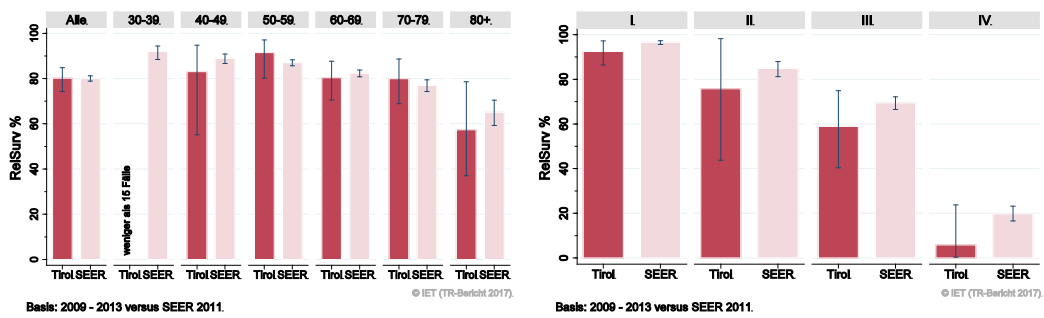 Alle. 30-39. 40-49. 50-59. 60-69. 70-79. 80+.
RelSurv %
100
80
60
40
20
0
weniger als 15 Fälle
Tirol. SEER. Tirol. SEER. Tirol. SEER. Tirol. SEER. Tirol. SEER. Tirol. SEER. Tirol. SEER.
© IET (TR-Bericht 2017).
Basis: 2009 - 2013 versus SEER 2011.
I. II. III. IV.
RelSurv %
100
80
60
40
20
0
Tirol. SEER. Tirol. SEER. Tirol. SEER. Tirol. SEER.
© IET (TR-Bericht 2017).
Basis: 2009 - 2013 versus SEER 2011.